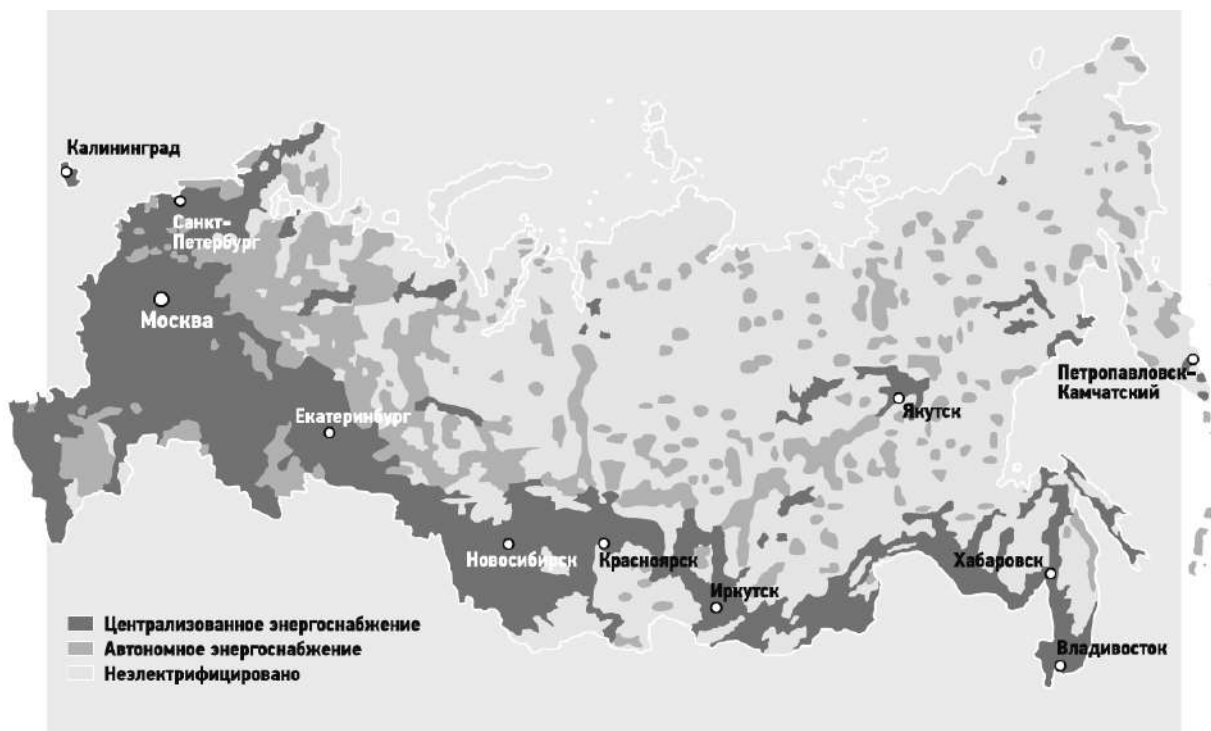 Калининград
Санкт-
Петербург
Москва
Екатеринбург
Новосибирск
Красноярск
Иркутск
Якутск
Петропавловск-
Камчатский
Хабаровск
Владивосток
Централизованное энергоснабжение
Автономное энергоснабжение
Неэлектрифицировано